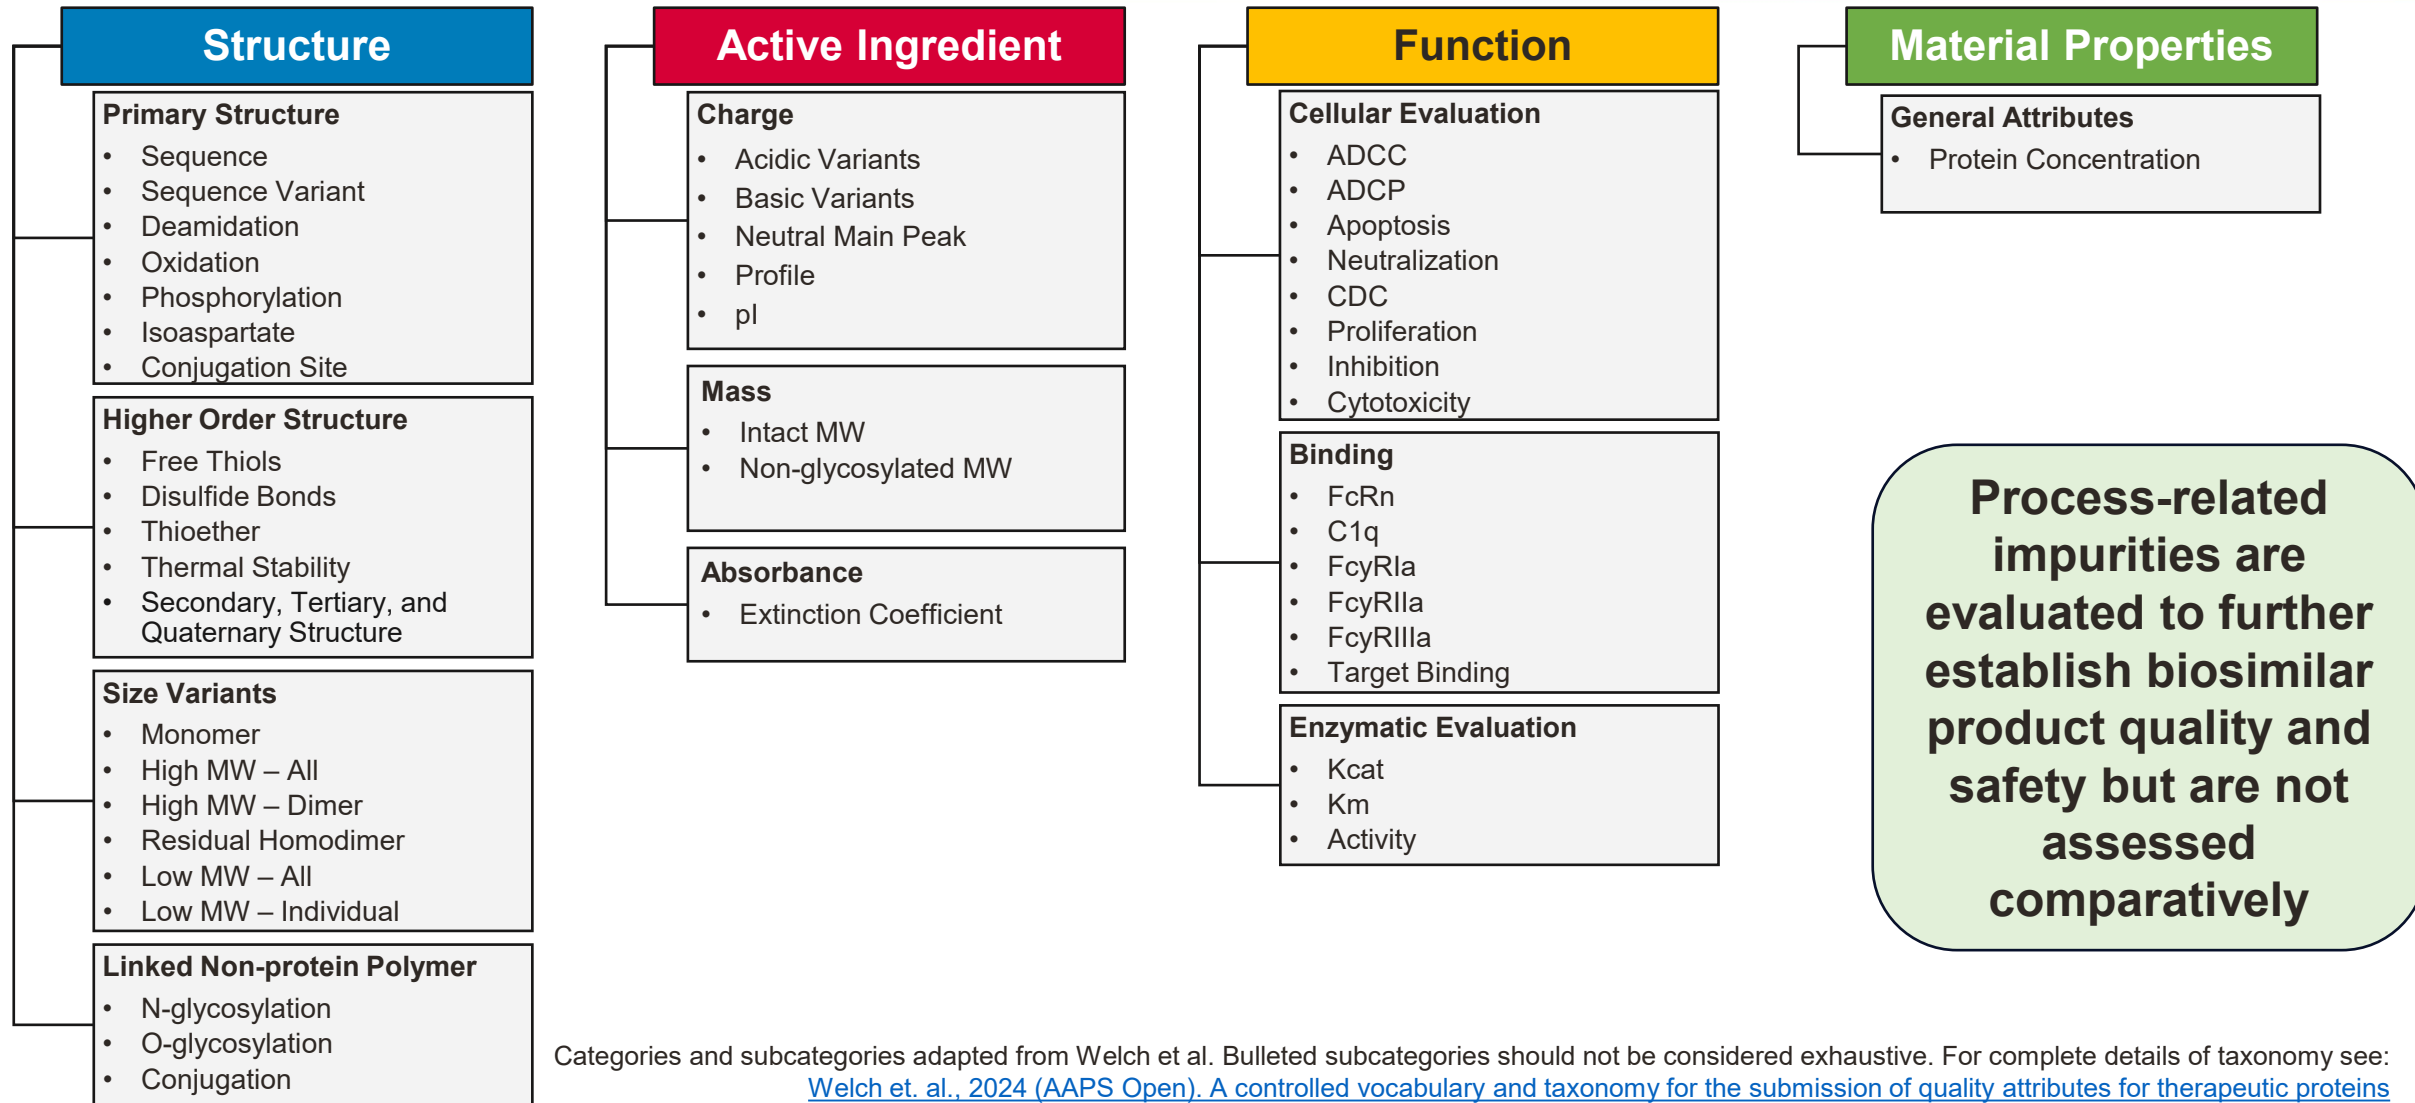 Structure
Primary Structure
• Sequence
• Sequence Variant
• Deamidation
• Oxidation
• Phosphorylation
• Isoaspartate
• Conjugation Site
Higher Order Structure
• Free Thiols
• Disulfide Bonds
• Thioether
• Thermal Stability
• Secondary, Tertiary, and
Quaternary Structure
Size Variants
• Monomer
• High MW – All
• High MW – Dimer
• Residual Homodimer
• Low MW – All
• Low MW – Individual
Linked Non-protein Polymer
• N-glycosylation
• O-glycosylation
• Conjugation
Active Ingredient
Charge
• Acidic Variants
• Basic Variants
• Neutral Main Peak
• Profile
• pI
Mass
• Intact MW
• Non-glycosylated MW
Absorbance
• Extinction Coefficient
Function
Cellular Evaluation
• ADCC
• ADCP
• Apoptosis
• Neutralization
• CDC
• Proliferation
• Inhibition
• Cytotoxicity
Binding
• FcRn
• C1q
• FcyRIa
• FcyRIIa
• FcyRIIIa
• Target Binding
Enzymatic Evaluation
• Kcat
• Km
• Activity
Material Properties
General Attributes
• Protein Concentration
Process-related
impurities are
evaluated to further
establish biosimilar
product quality and
safety but are not
assessed
comparatively
Categories and subcategories adapted from Welch et al. Bulleted subcategories should not be considered exhaustive. For complete details of taxonomy see:
Welch et. al., 2024 (AAPS Open). A controlled vocabulary and taxonomy for the submission of quality attributes for therapeutic proteins